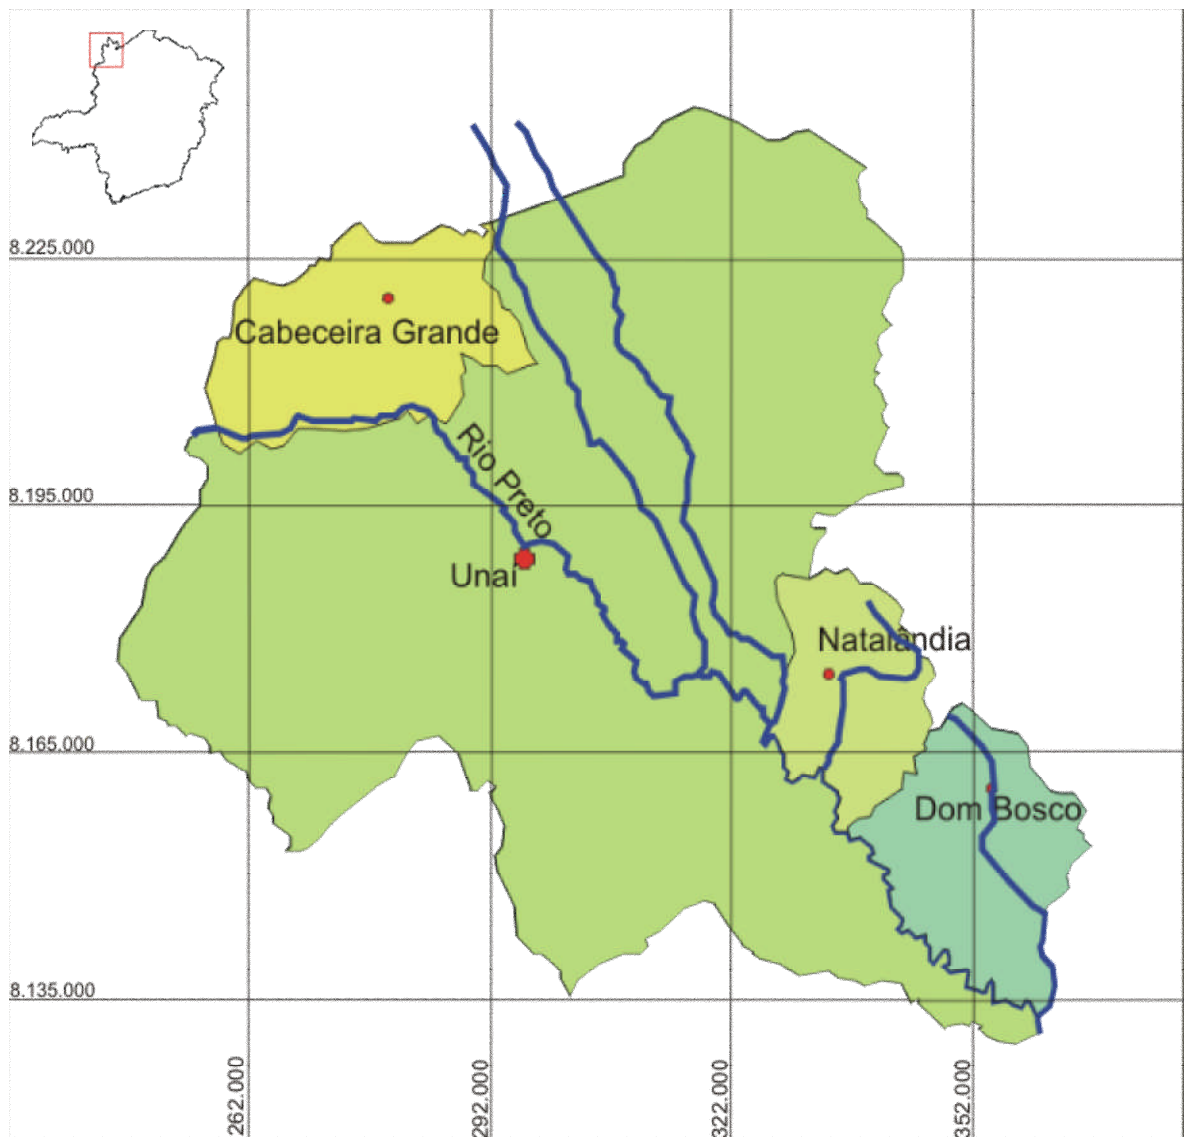 8.225.000
Cabeceira Grande
Rio Preto
8.195.000
Unaí
Natalândia
8.165.000
Dom Bosco
8.135.000
262.000
292.000
322.000
352.000